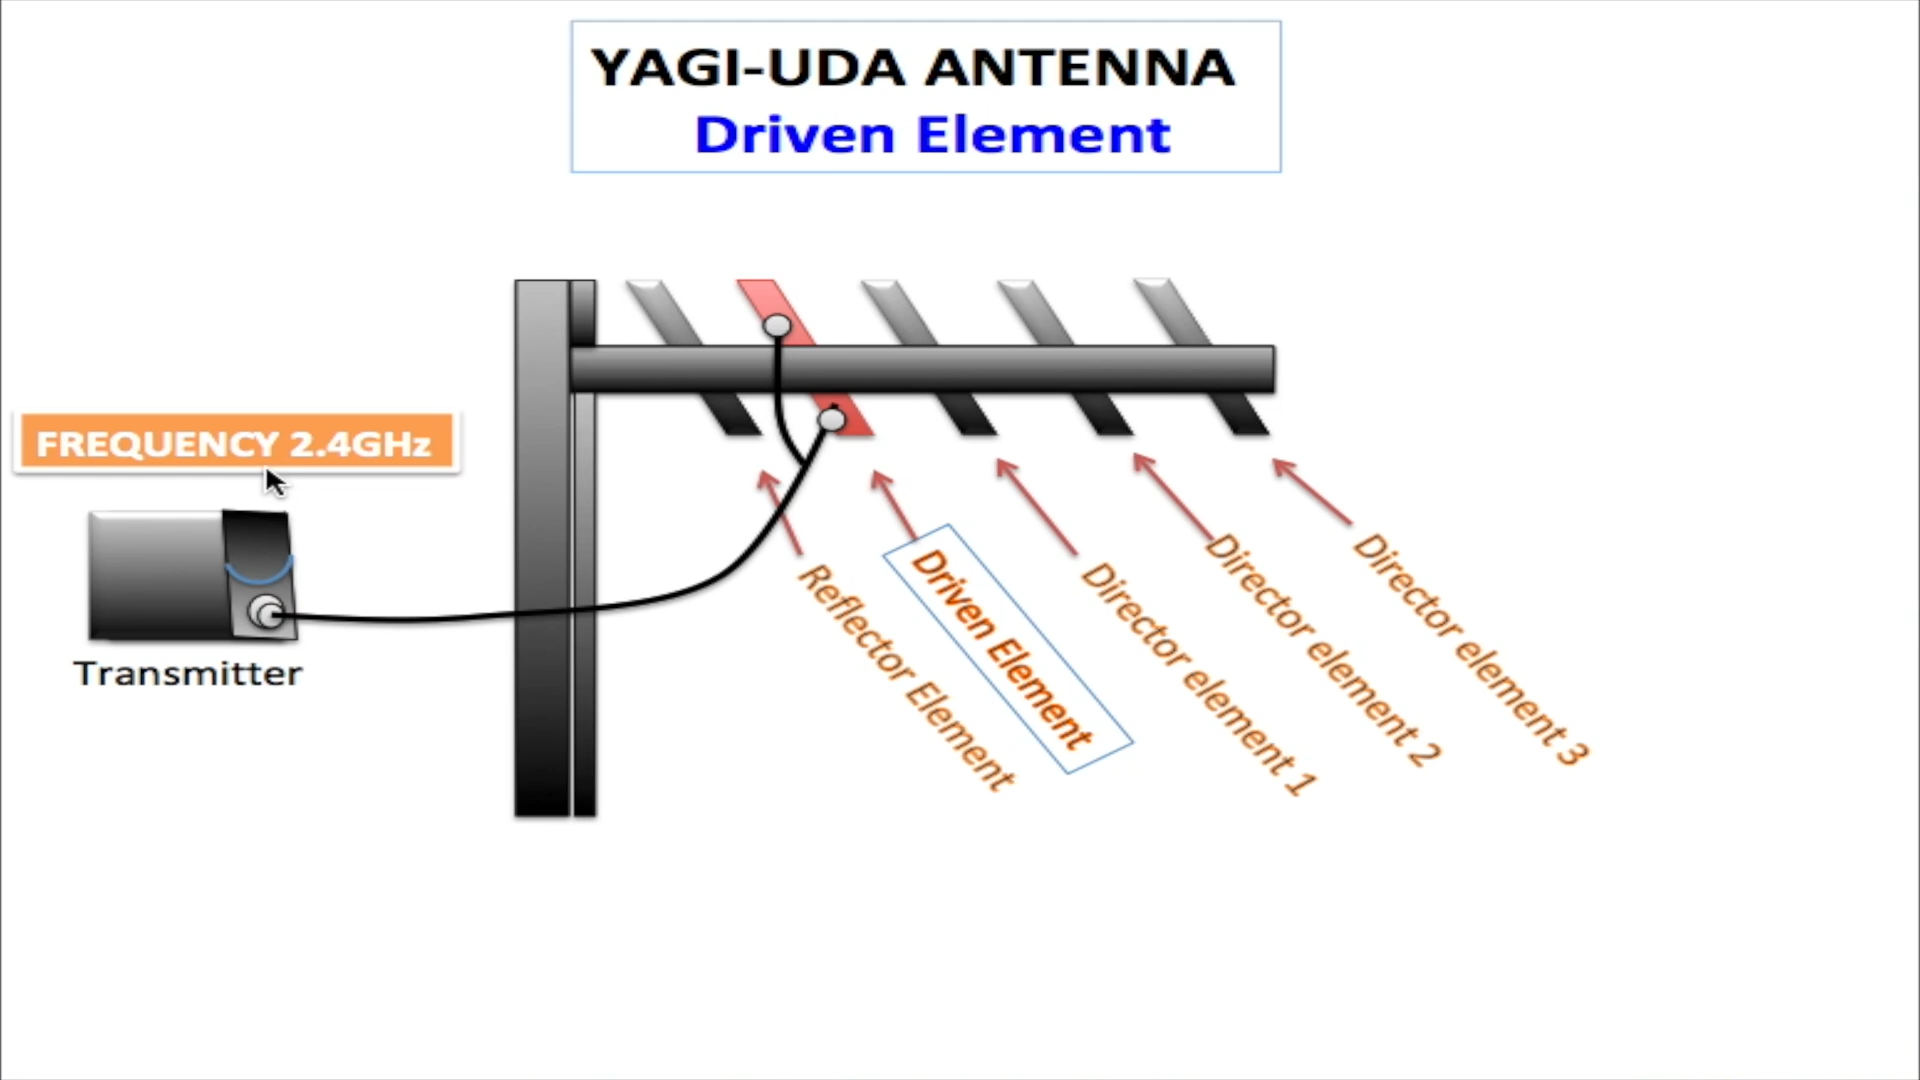 YAGI-UDA ANTENNA
Driven Element
FREQUENCY 2.4GHz
Transmitter
Reflector Element
Driven Element
Director element 1
Director element 2
Director element 3